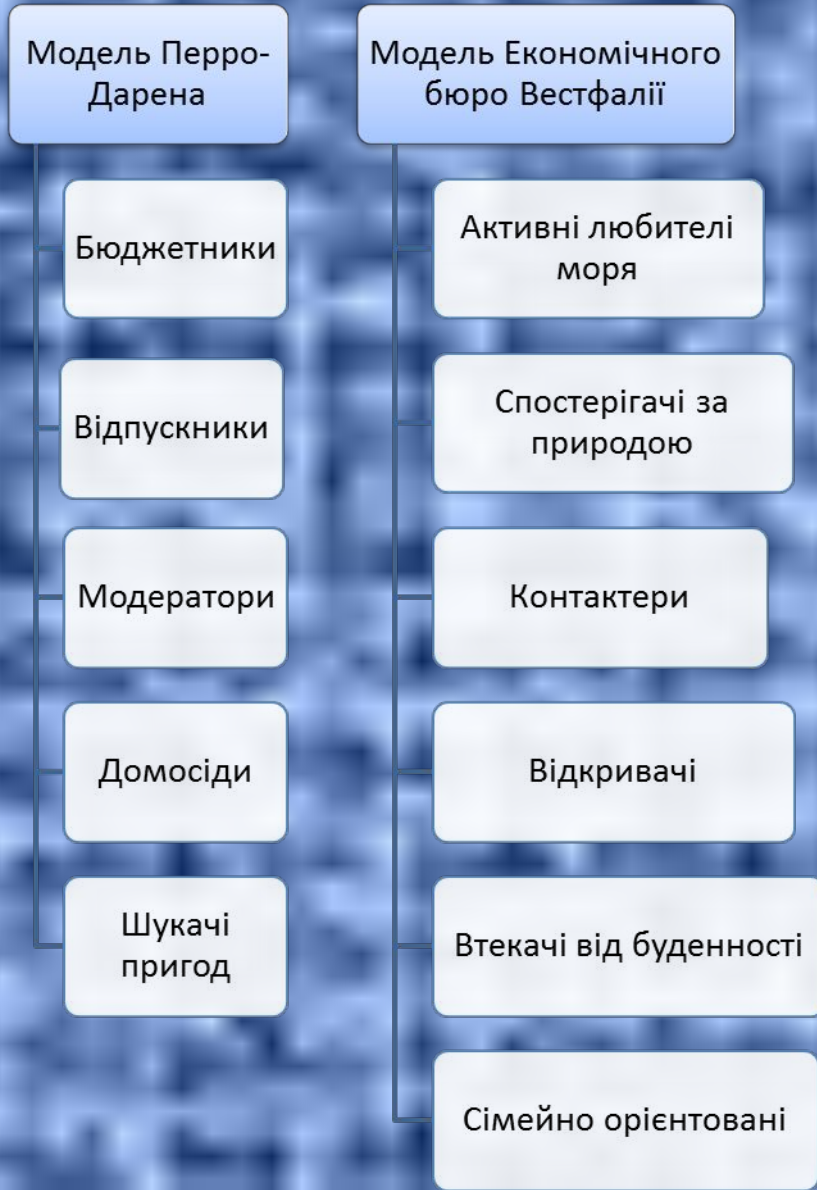 Модель Перро-
Дарена
Бюджетники
Відпускники
Модератори
Домосіди
Шукачі
пригод
Модель Економічного
бюро Вестфалії
Активні любителі
моря
Спостерігачі за
природою
Контактери
Відкривачі
Втекачі від буденності
Сімейно орієнтовані